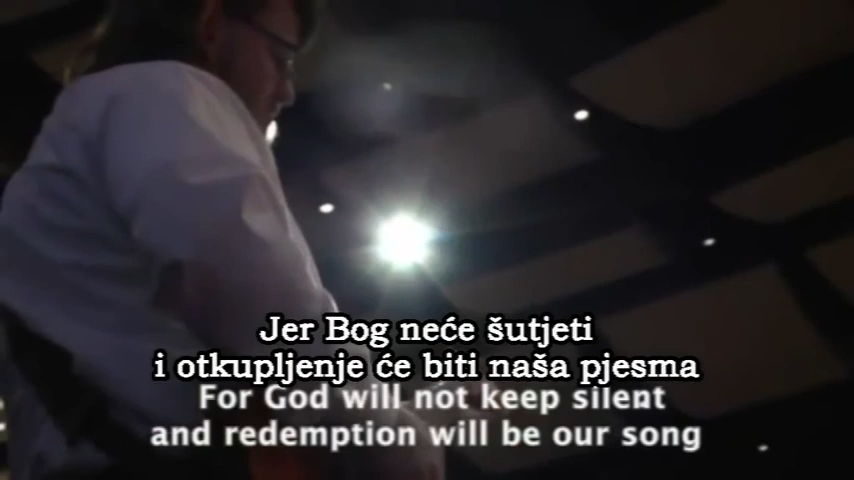 Jer Bog neće šutjeti
i otkupljenje će biti naša pjesma
For God will not keep silent
and redemption will be our song